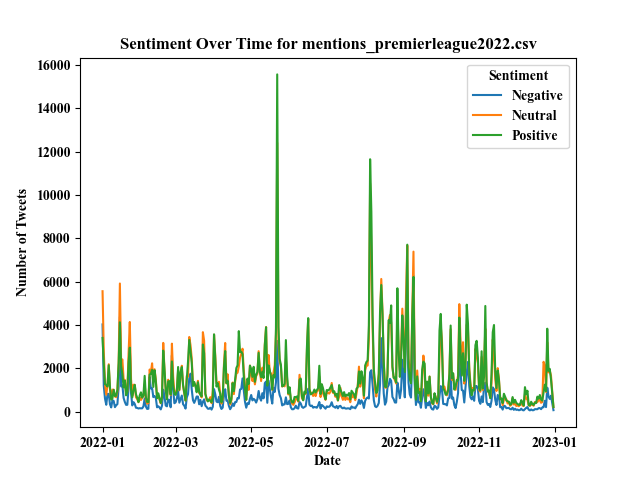 Sentiment Over Time for mentions_premierleague2022.csv
Sentiment
Negative
Neutral
Positive
Number of Tweets
16000
14000
12000
10000
8000
6000
4000
2000
0
2022-01 2022-03 2022-05 2022-07 2022-09 2022-11 2023-01
Date